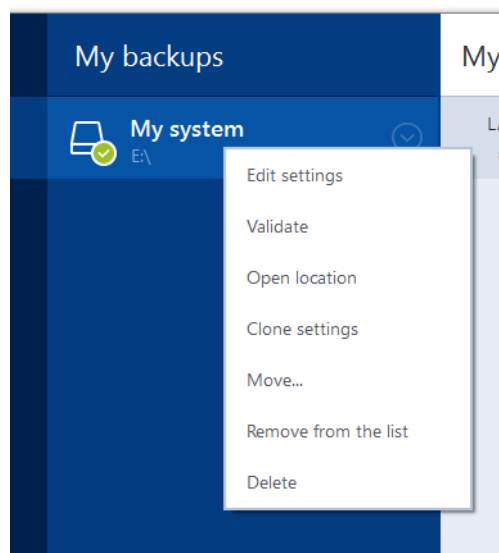 My backups
My
My system
E:\
Edit settings
Validate
Open location
Clone settings
Move...
Remove from the list
Delete